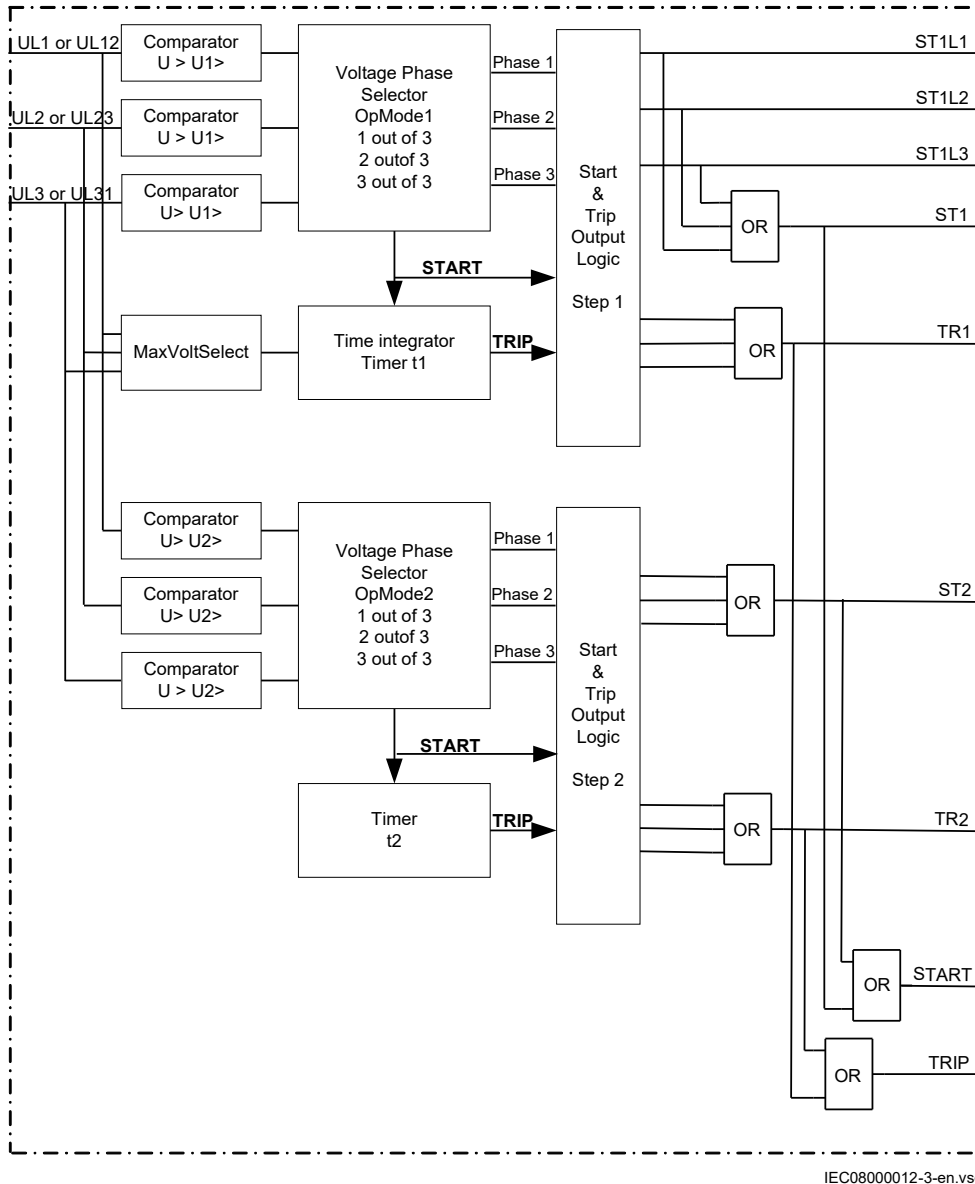 UL1 or UL12
Comparator
U > U1>
UL2 or UL23
Comparator
U > U1>
UL3 or UL31
Comparator
U> U1>
Voltage Phase
Selector
OpMode1
1 out of 3
2 outof 3
3 out of 3
Phase 1
Phase 2
Phase 3
START
MaxVoltSelect
Time integrator
Timer t1
TRIP
Start
&
Trip
Output
Logic
Step 1
ST1L1
ST1L2
ST1L3
OR
ST1
OR
TR1
Comparator
U> U2>
Comparator
U> U2>
Comparator
U > U2>
Voltage Phase
Selector
OpMode2
1 out of 3
2 outof 3
3 out of 3
Phase 1
Phase 2
Phase 3
START
Timer
t2
TRIP
Start
&
Trip
Output
Logic
Step 2
OR
ST2
OR
TR2
OR
START
OR
TRIP
IEC08000012-3-en.vs